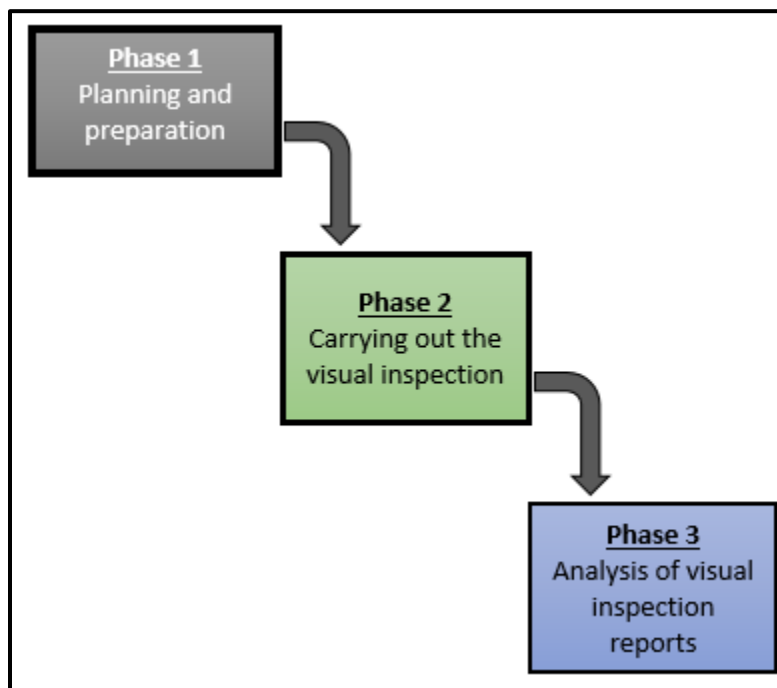 Phase 1
Planning and
preparation
Phase 2
Carrying out the
visual inspection
Phase 3
Analysis of visual
inspection
reports